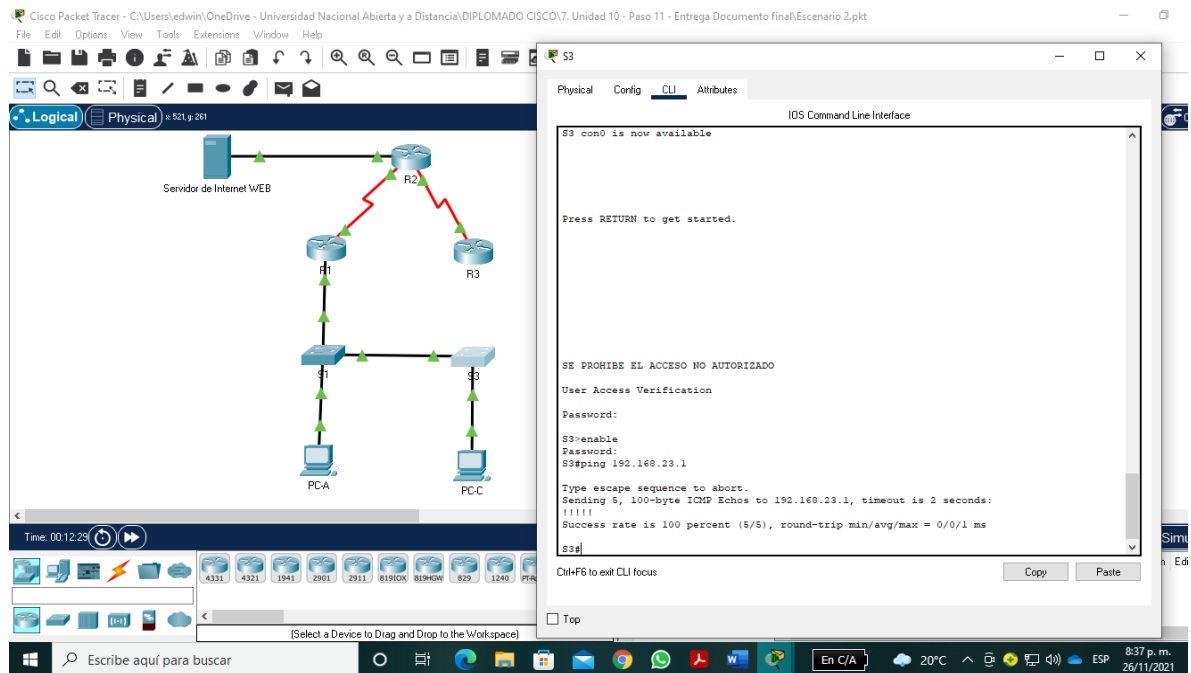 Cisco Packet Tracer - C:\Users\edwin\OneDrive - Universidad Nacional Abierta y a Distancia\DIPLOMADO CISCO\7. Unidad 10 - Paso 11 - Entrega Documento final\Escenario 2.pkt
File Edit Options View Tools Extensions Window Help
Logical Physical x: 521, y: 261
Servidor de Internet WEB
R2
R1
R3
S1
S3
PC-A
PC-C
Time: 00:12:29
4331 4321 1941 2901 2911 819IOX 819HGW 829 1240
(Select a Device to Drag and Drop to the Workspace)
S3
Physical Config CLI Attributes
IOS Command Line Interface
S3 con0 is now available
Press RETURN to get started.
SE PROHIBE EL ACCESO NO AUTORIZADO
User Access Verification
Password:
S3>enable
Password:
S3#ping 192.168.23.1
Type escape sequence to abort.
Sending 5, 100-byte ICMP Echos to 192.168.23.1, timeout is 2 seconds:
!!!!!
Success rate is 100 percent (5/5), round-trip min/avg/max = 0/0/1 ms
S3#
Ctrl+F6 to exit CLI focus
Copy Paste
Top
Escribe aquí para buscar
En C/A
20°C
ESP
8:37 p. m.
26/11/2021